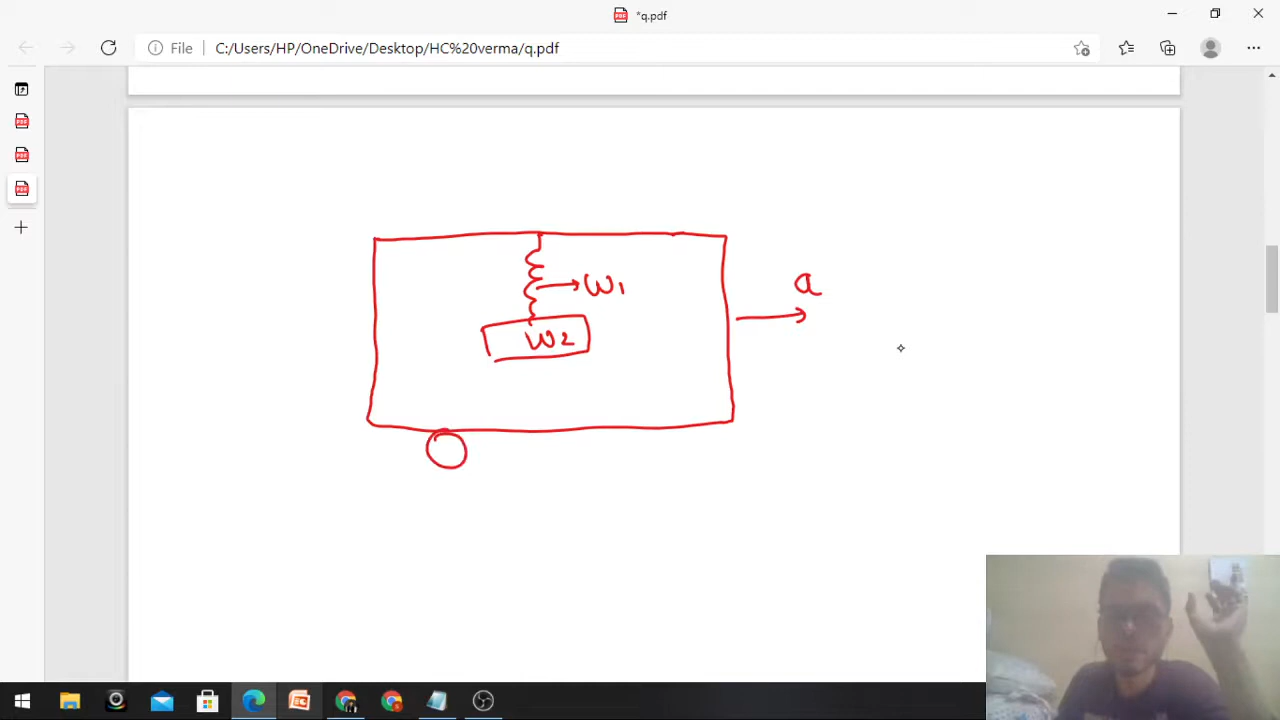 *q.pdf
File
C:/Users/HP/OneDrive/Desktop/HC%20verma/q.pdf
a
W1
W2